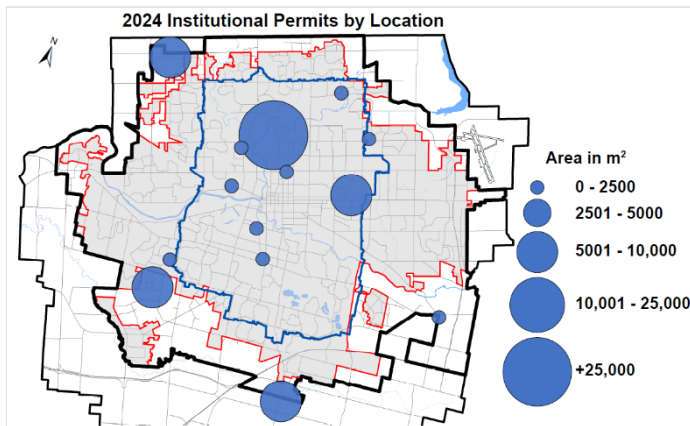 2024 Institutional Permits by Location
N
Area in m²
0 - 2500
2501 - 5000
5001 - 10,000
10,001 - 25,000
+25,000